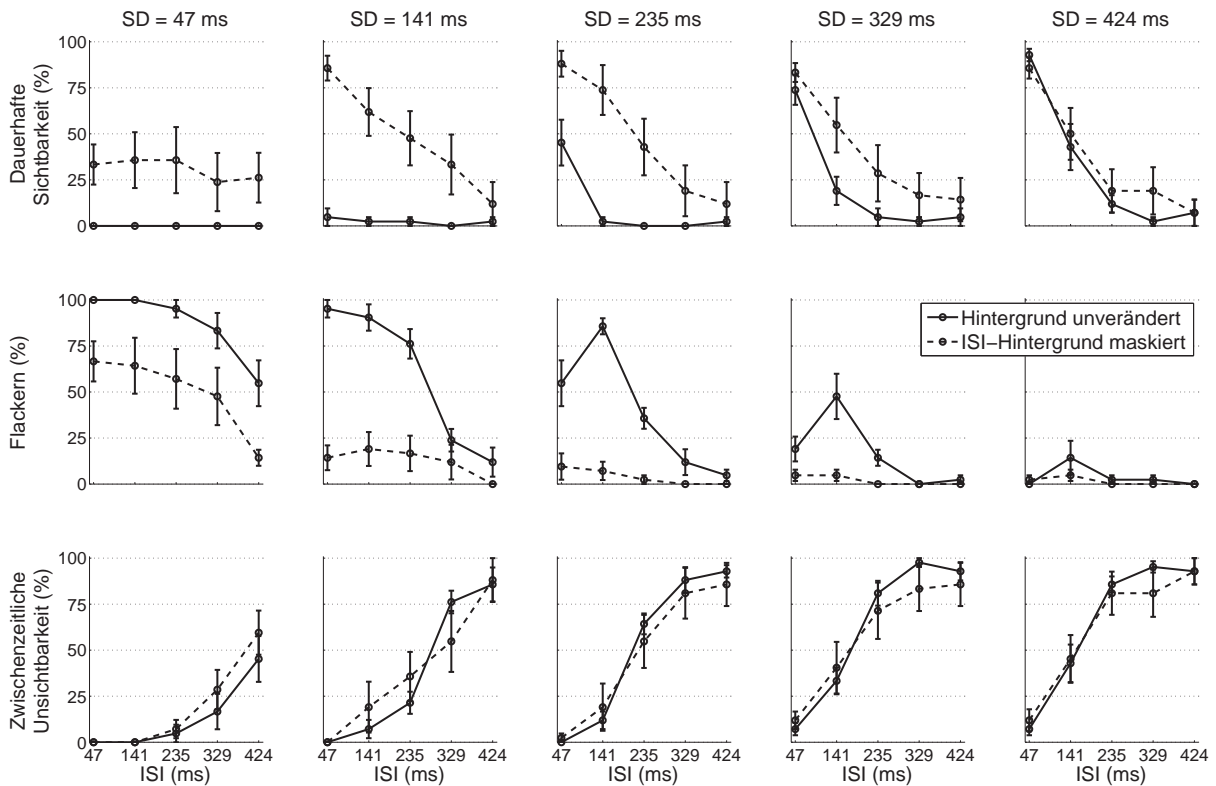 SD = 47 ms SD = 141 ms SD = 235 ms SD = 329 ms SD = 424 ms
Dauerhafte
Sichtbarkeit (%)
100
75
50
25
0
Flackern (%)
100
75
50
25
0
Hintergrund unverändert
ISI−Hintergrund maskiert
Zwischenzeitliche
Unsichtbarkeit (%)
100
75
50
25
0
47 141 235 329 424 47 141 235 329 424 47 141 235 329 424 47 141 235 329 424 47 141 235 329 424
ISI (ms) ISI (ms) ISI (ms) ISI (ms) ISI (ms)